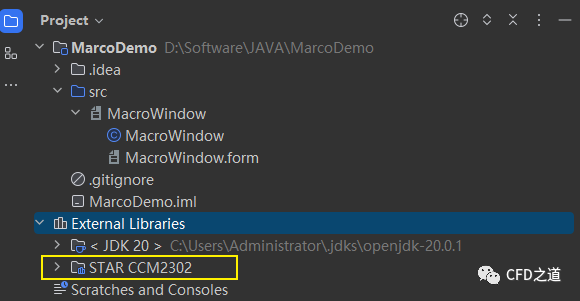 Project
MarcoDemo D:\Software\JAVA\MarcoDemo
.idea
src
MacroWindow
MacroWindow
MacroWindow.form
.gitignore
MarcoDemo.iml
External Libraries
< JDK 20 > C:\Users\Administrator\.jdks\openjdk-20.0.1
STAR CCM2302
CFD之道
Scratches and Consoles